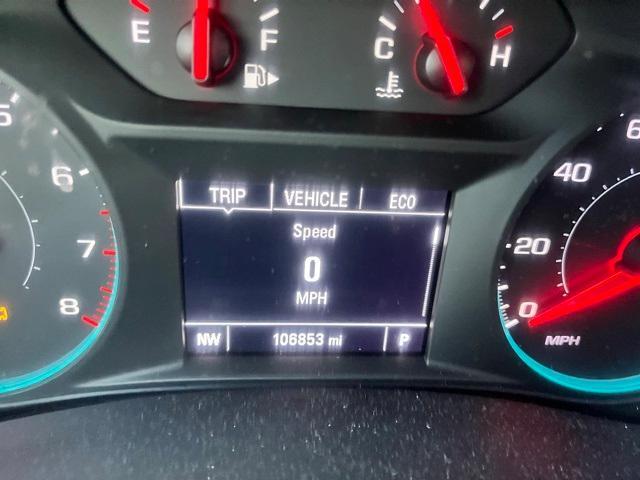 E F C H
5
6
7
8
TRIP VEHICLE ECO
Speed
0
MPH
NW 106853 mi P
40
20
0
MPH